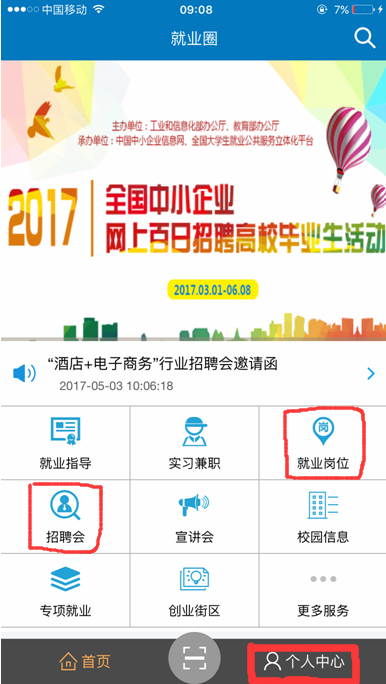 中国移动 09:08 7%
就业圈
主办单位：工业和信息化部办公厅、教育部办公厅
承办单位：中国中小企业信息网、全国大学生就业公共服务立体化平台
2017 全国中小企业
网上百日招聘高校毕业生活动
2017.03.01-06.08
“酒店+电子商务”行业招聘会邀请函
2017-05-03 10:06:18
岗
就业指导 实习兼职 就业岗位
招聘会 宣讲会 校园信息
专项就业 创业街区 更多服务
首页 个人中心